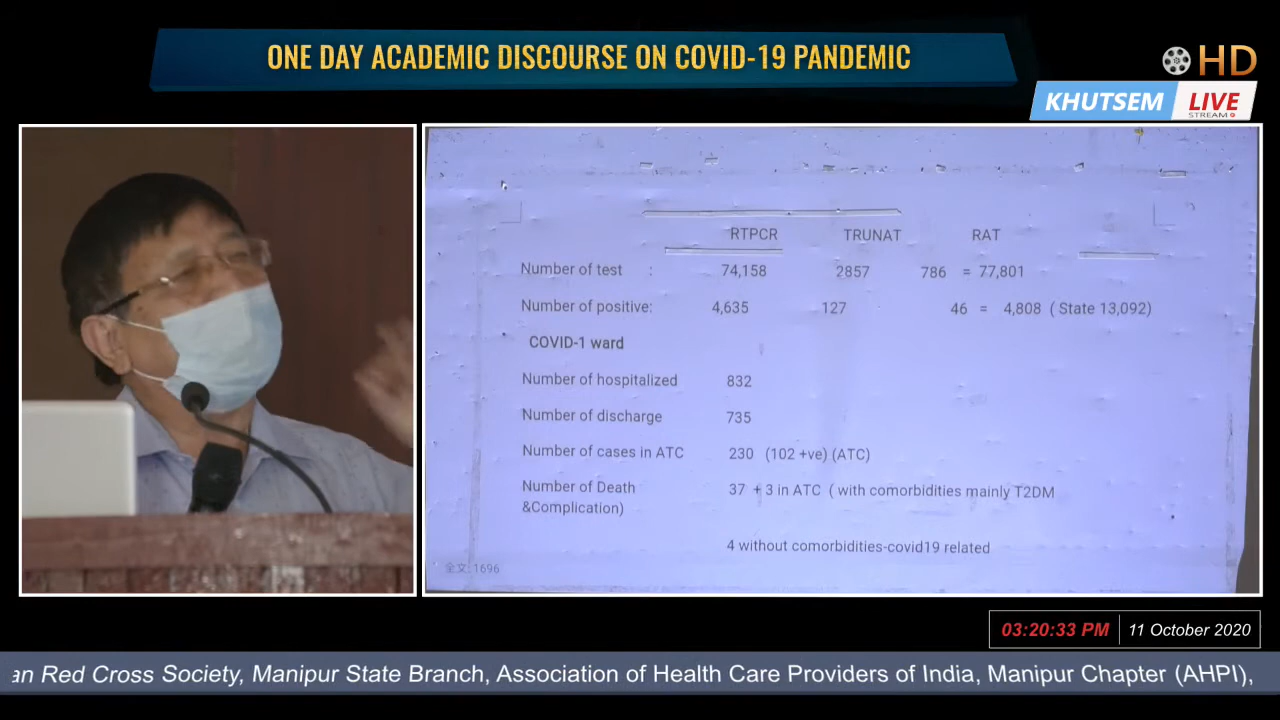 ONE DAY ACADEMIC DISCOURSE ON COVID-19 PANDEMIC
HD
KHUTSEM LIVE
STREAM
RTPCR TRUNAT RAT
Number of test : 74,158 2857 786 = 77,801
Number of positive: 4,635 127 46 = 4,808 ( State 13,092)
COVID-1 ward
Number of hospitalized 832
Number of discharge 735
Number of cases in ATC 230 (102 +ve) (ATC)
Number of Death 37 + 3 in ATC ( with comorbidities mainly T2DM
&Complication)
4 without comorbidities-covid19 related
全文: 1696
03:20:33 PM 11 October 2020
an Red Cross Society, Manipur State Branch, Association of Health Care Providers of India, Manipur Chapter (AHPI),